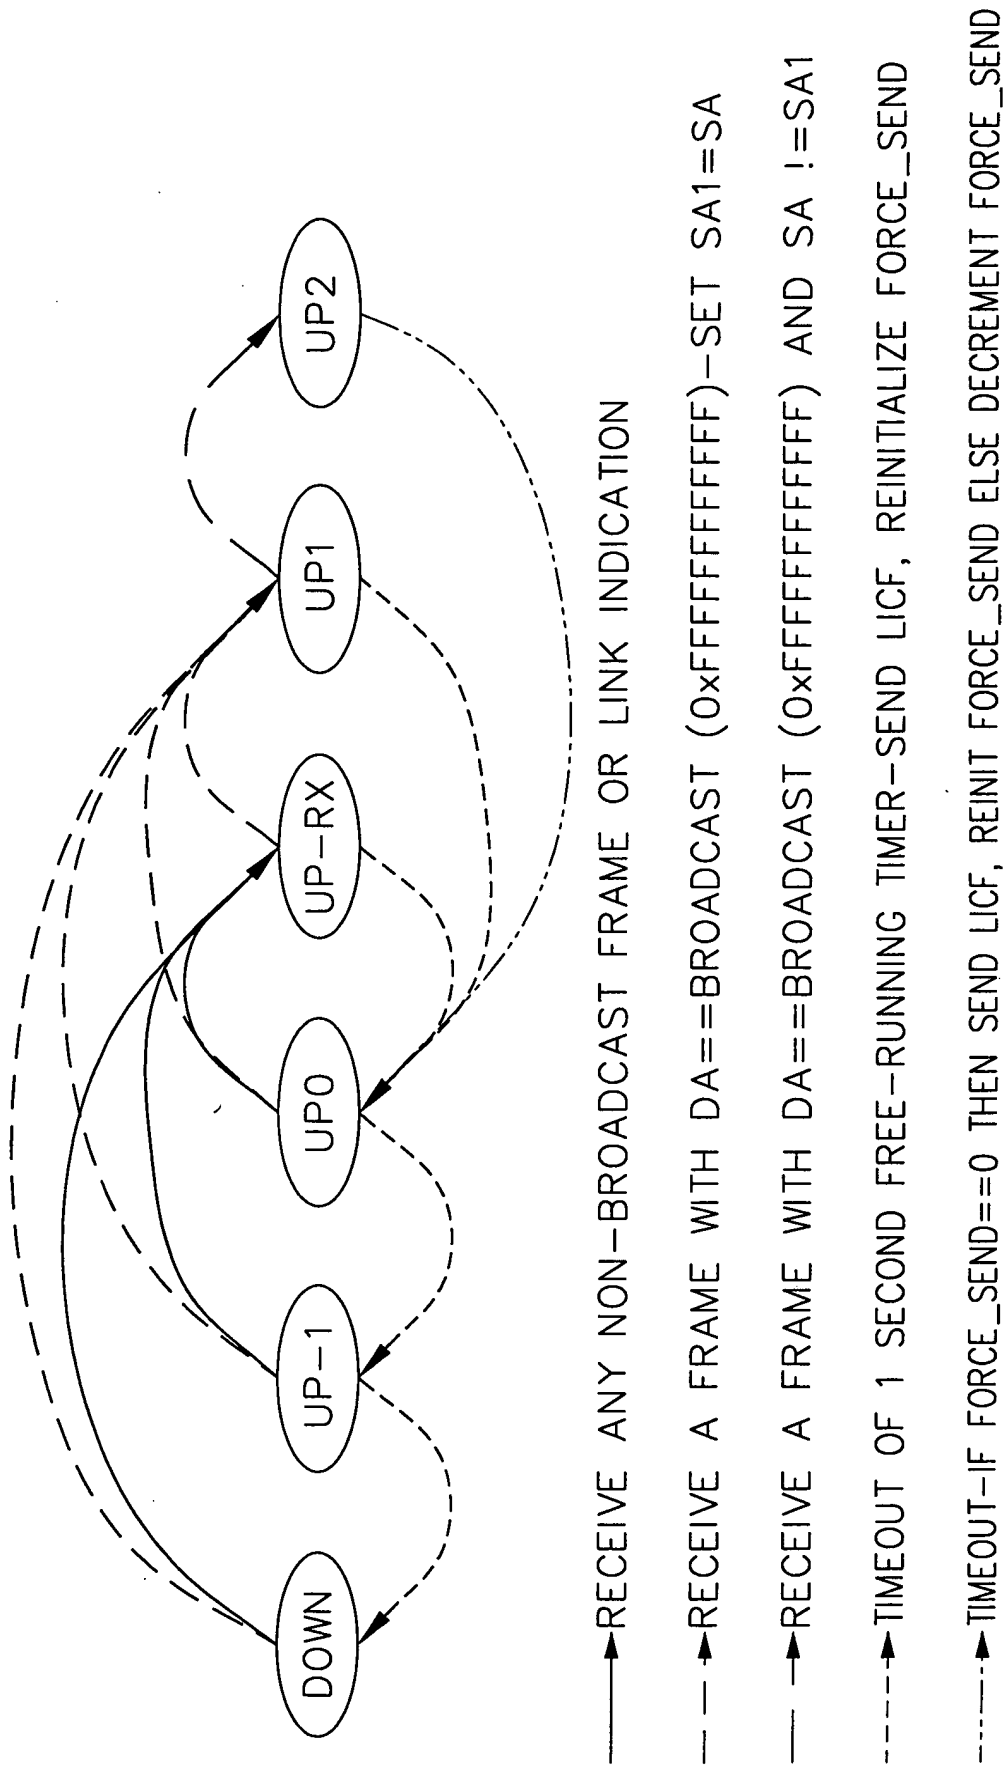 DOWN
UP-1
UP0
UP-RX
UP1
UP2
RECEIVE ANY NON-BROADCAST FRAME OR LINK INDICATION
RECEIVE A FRAME WITH DA==BROADCAST (0xFFFFFFFFFFFF)-SET SA1=SA
RECEIVE A FRAME WITH DA==BROADCAST (0xFFFFFFFFFFFF) AND SA !=SA1
TIMEOUT OF 1 SECOND FREE-RUNNING TIMER-SEND LICF, REINITIALIZE FORCE_SEND
TIMEOUT-IF FORCE_SEND==0 THEN SEND LICF, REINIT FORCE_SEND ELSE DECREMENT FORCE_SEND